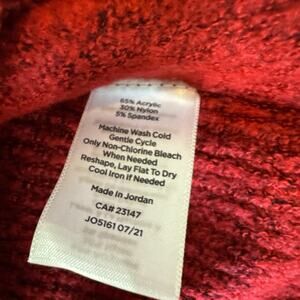 65% Acrylic
30% Nylon
5% Spandex
Machine Wash Cold
Gentle Cycle
Only Non-Chlorine Bleach
When Needed
Reshape, Lay Flat To Dry
Cool Iron If Needed
Made In Jordan
CA# 23147
JO5161 07/21